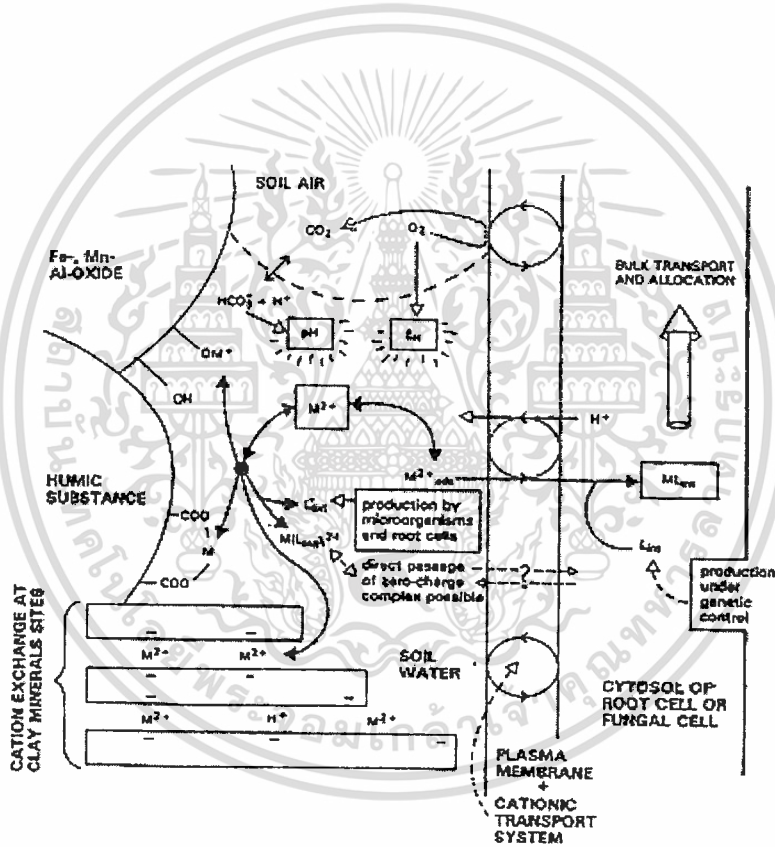 SOIL AIR
Fe-, Mn-
Al-OXIDE
CO₂
O₂
BULK TRANSPORT
AND ALLOCATION
HCO₃⁻ + H⁺
pH
OM⁺
OH
M²⁺
H⁺
HUMIC
SUBSTANCE
COO
M
COO
M²⁺ads
production by
microorganisms
and root cells
direct passage
of zero-charge
complex possible
?
production
under
genetic
control
CATION EXCHANGE AT
CLAY MINERALS SITES
M²⁺ M²⁺
M²⁺ H⁺ M²⁺
SOIL
WATER
CYTOSOL OF
ROOT CELL OR
FUNGAL CELL
PLASMA
MEMBRANE
+
CATIONIC
TRANSPORT
SYSTEM